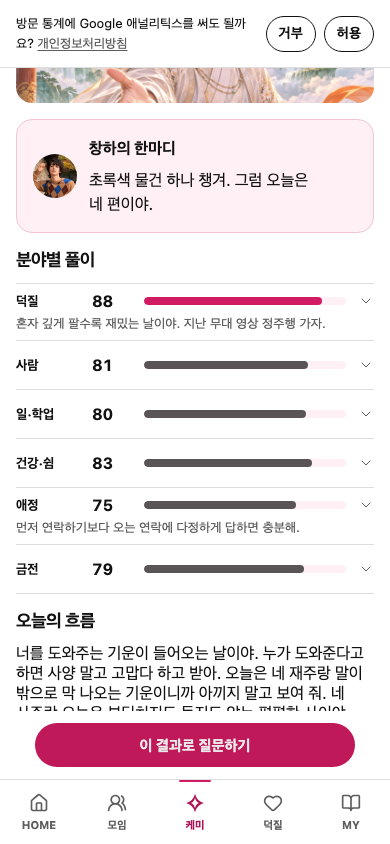 방문 통계에 Google 애널리틱스를 써도 될까
요? 개인정보처리방침
거부
허용
창하의 한마디
초록색 물건 하나 챙겨. 그럼 오늘은
네 편이야.
분야별 풀이
덕질 88
혼자 깊게 팔수록 재밌는 날이야. 지난 무대 영상 정주행 가자.
사람 81
일·학업 80
건강·쉼 83
애정 75
먼저 연락하기보다 오는 연락에 다정하게 답하면 충분해.
금전 79
오늘의 흐름
너를 도와주는 기운이 들어오는 날이야. 누가 도와준다고
하면 사양 말고 고맙다 하고 받아. 오늘은 네 재주랑 말이
밖으로 막 나오는 기운이니까 아끼지 말고 보여 줘. 네
이 결과로 질문하기
HOME
모임
케미
덕질
MY